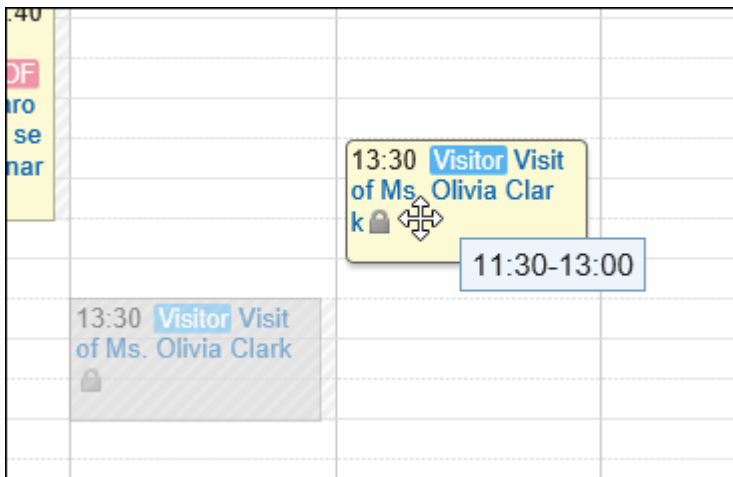 .40
OF
aro
se
nar
13:30 Visitor Visit
of Ms. Olivia Clar
k
11:30-13:00
13:30 Visitor Visit
of Ms. Olivia Clark